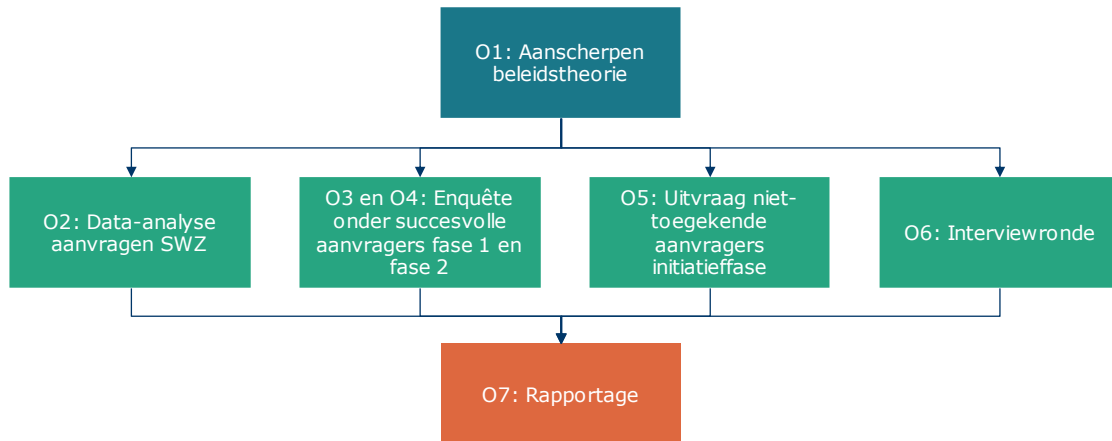 O1: Aanscherpen
beleidstheorie
O2: Data-analyse
aanvragen SWZ
O3 en O4: Enquête
onder succesvolle
aanvragers fase 1 en
fase 2
O5: Uitvraag niet-
toegekende
aanvragers
initiatieffase
O6: Interviewronde
O7: Rapportage